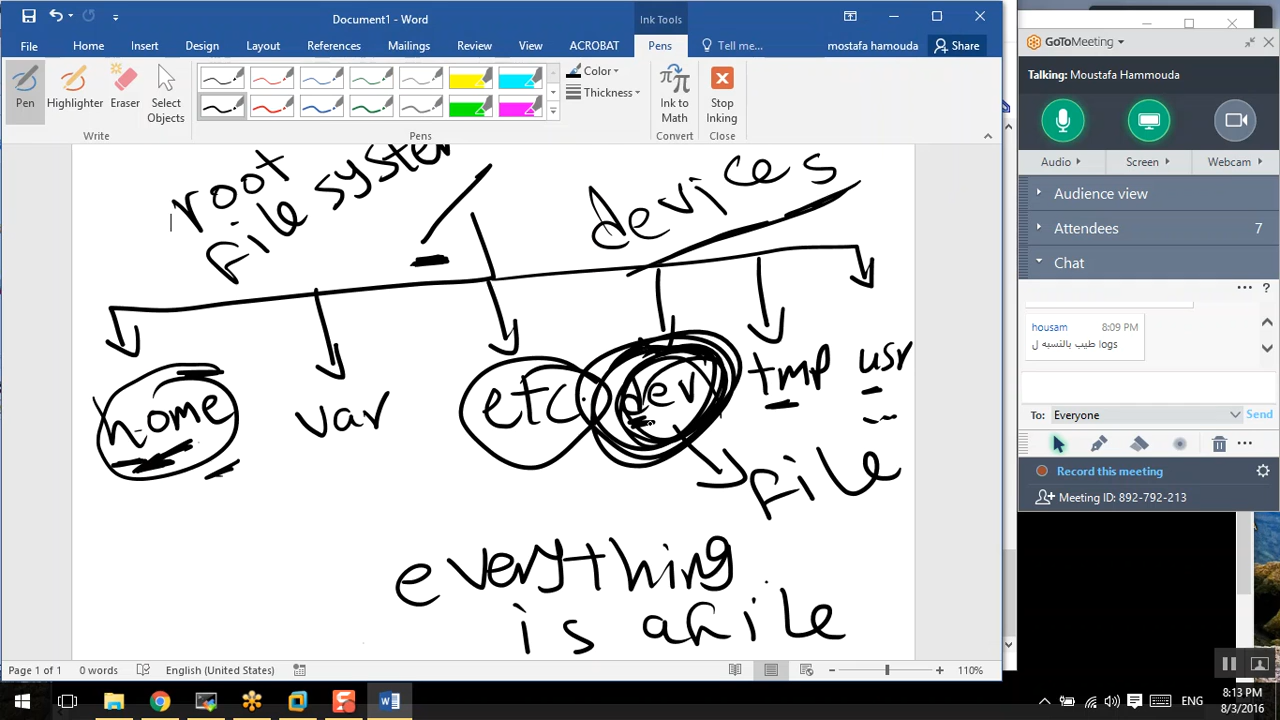 Document1 - Word
Ink Tools
File Home Insert Design Layout References Mailings Review View ACROBAT Pens Tell me... mostafa hamouda Share
Pen Highlighter Eraser Select Objects
Color
Thickness
Ink to Math
Stop Inking
Write Pens Convert Close
root
file system
devices
home
var
etc
dev
tmp
usr
file
everything
is a file
Page 1 of 1 0 words English (United States) 110%
GoToMeeting
Talking: Moustafa Hammouda
Audio Screen Webcam
Audience view
Attendees 7
Chat
housam 8:09 PM
طيب بالنسبه ل logs
To: Everyone Send
Record this meeting
Meeting ID: 892-792-213
ENG
8:13 PM
8/3/2016